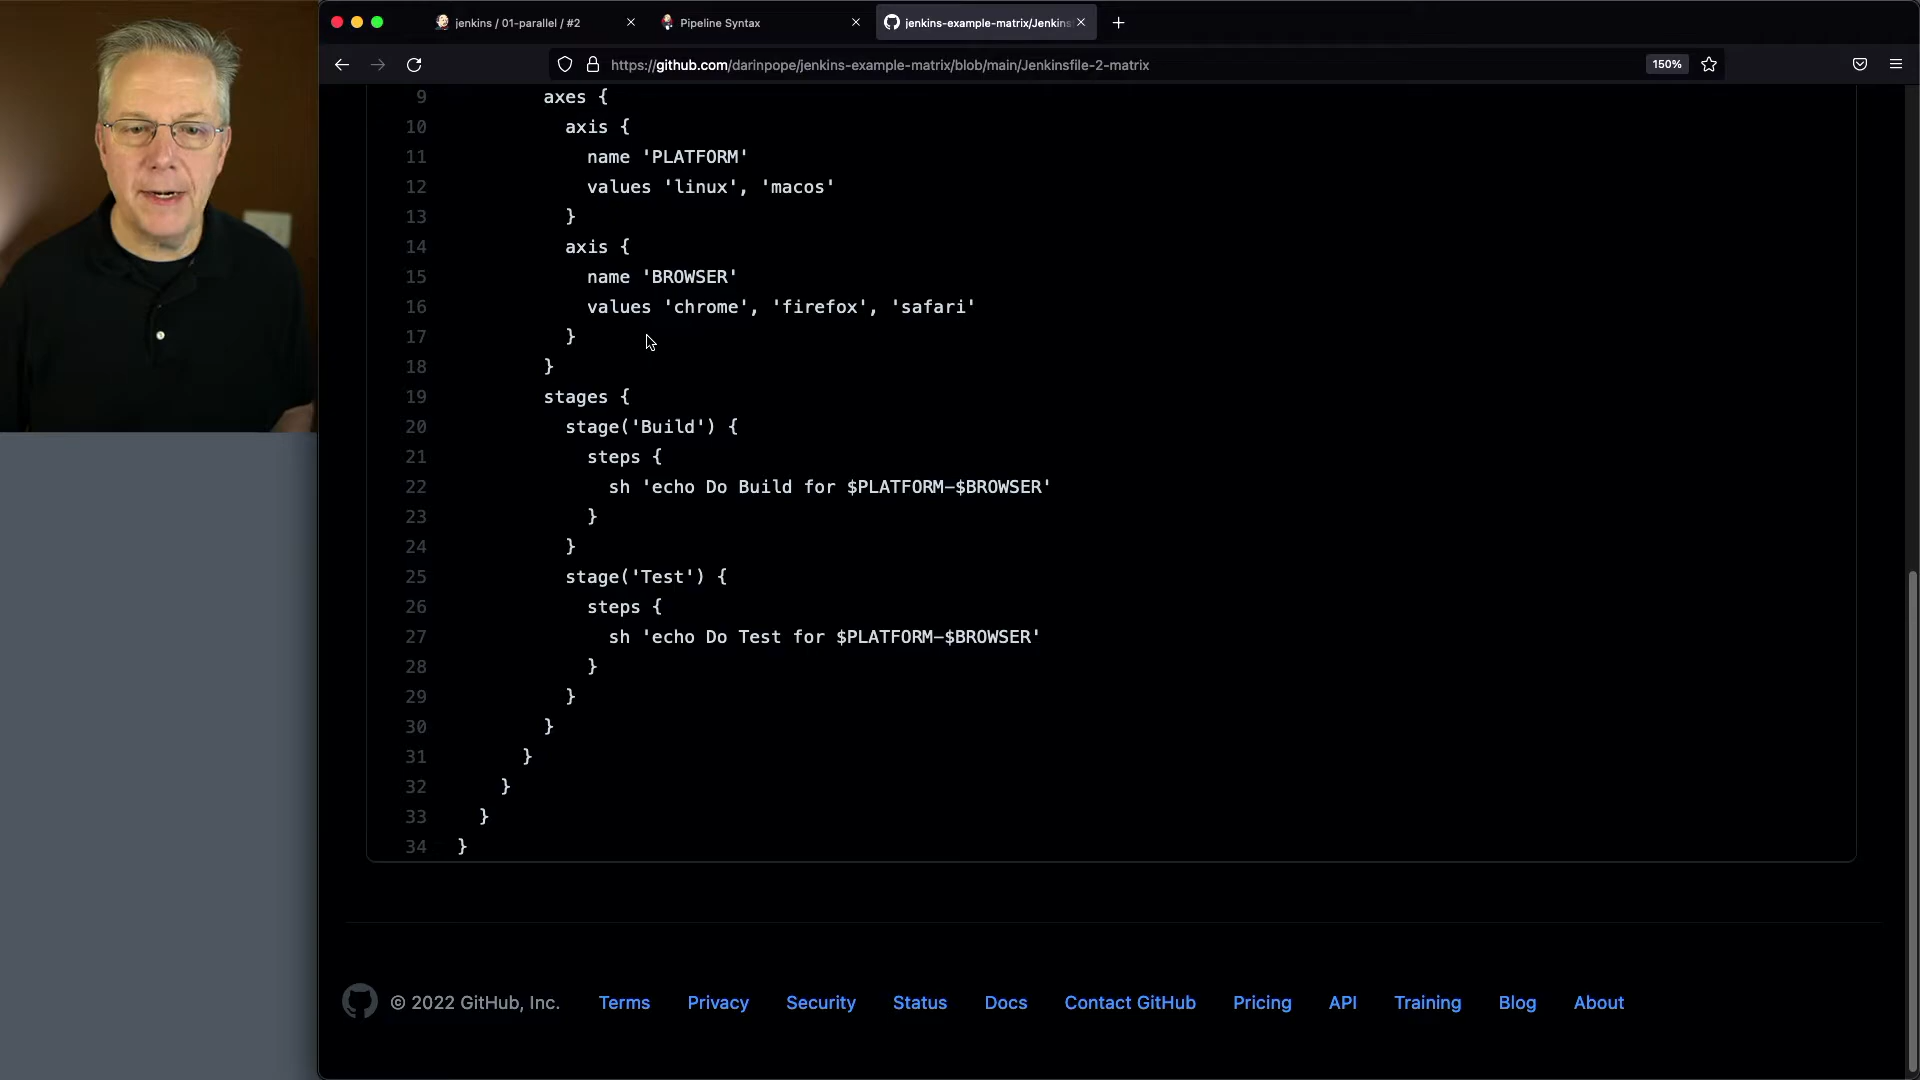 jenkins / 01-parallel / #2
Pipeline Syntax
jenkins-example-matrix/Jenkins
https://github.com/darinpope/jenkins-example-matrix/blob/main/Jenkinsfile-2-matrix
150%
9 axes {
10 axis {
11 name 'PLATFORM'
12 values 'linux', 'macos'
13 }
14 axis {
15 name 'BROWSER'
16 values 'chrome', 'firefox', 'safari'
17 }
18 }
19 stages {
20 stage('Build') {
21 steps {
22 sh 'echo Do Build for $PLATFORM-$BROWSER'
23 }
24 }
25 stage('Test') {
26 steps {
27 sh 'echo Do Test for $PLATFORM-$BROWSER'
28 }
29 }
30 }
31 }
32 }
33 }
34 }
© 2022 GitHub, Inc. Terms Privacy Security Status Docs Contact GitHub Pricing API Training Blog About